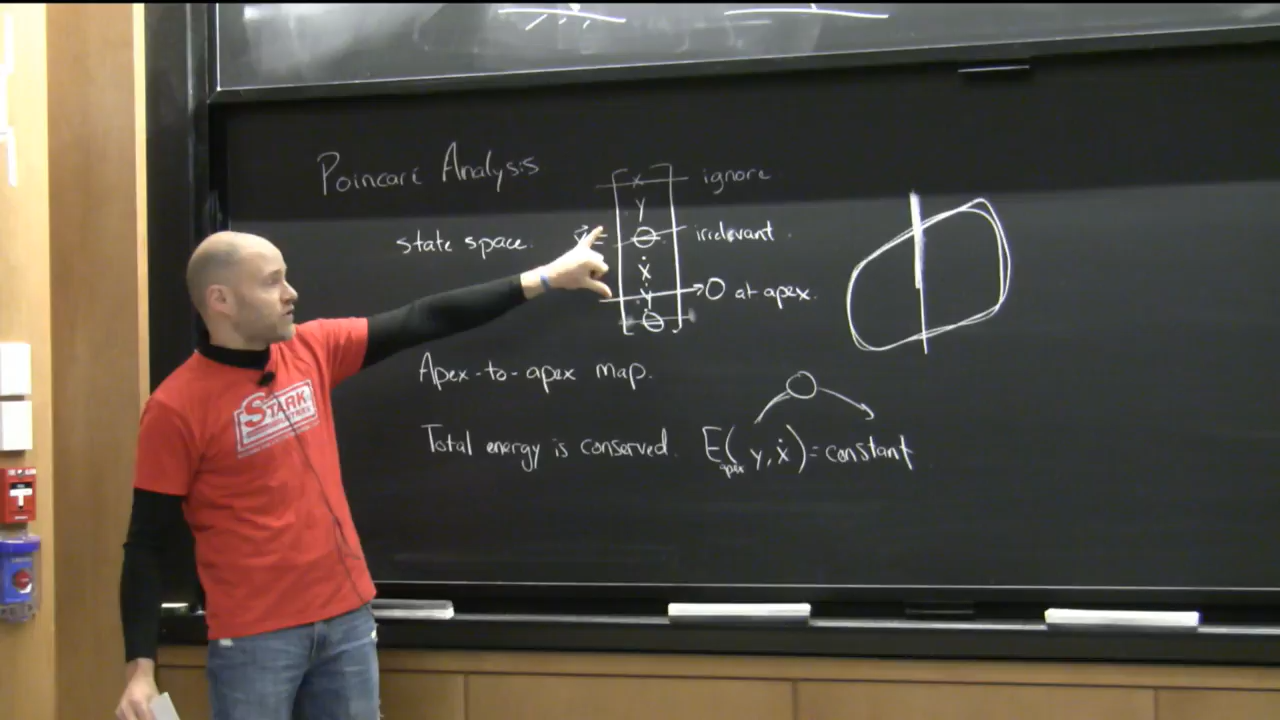 Poincaré Analysis
x ignore
y
state space. θ irrelevant.
ẋ
ẏ → 0 at apex.
Apex-to-apex map.
Total energy is conserved. E_apex(y, ẋ) = constant
STARK